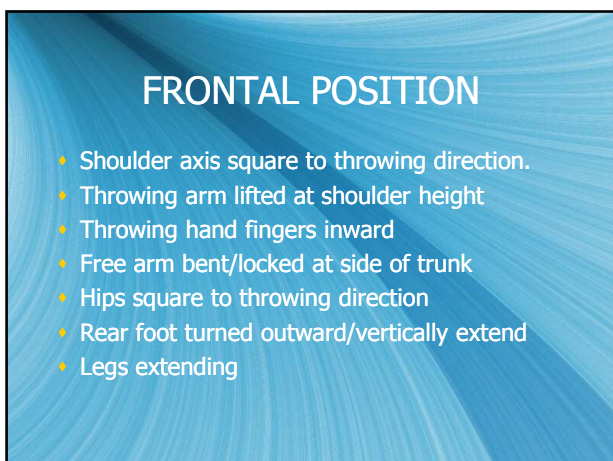 FRONTAL POSITION
Shoulder axis square to throwing direction.
Throwing arm lifted at shoulder height
Throwing hand fingers inward
Free arm bent/locked at side of trunk
Hips square to throwing direction
Rear foot turned outward/vertically extend
Legs extending